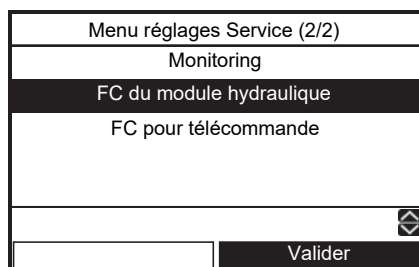 Menu réglages Service (2/2)
Monitoring
FC du module hydraulique
FC pour télécommande
Valider